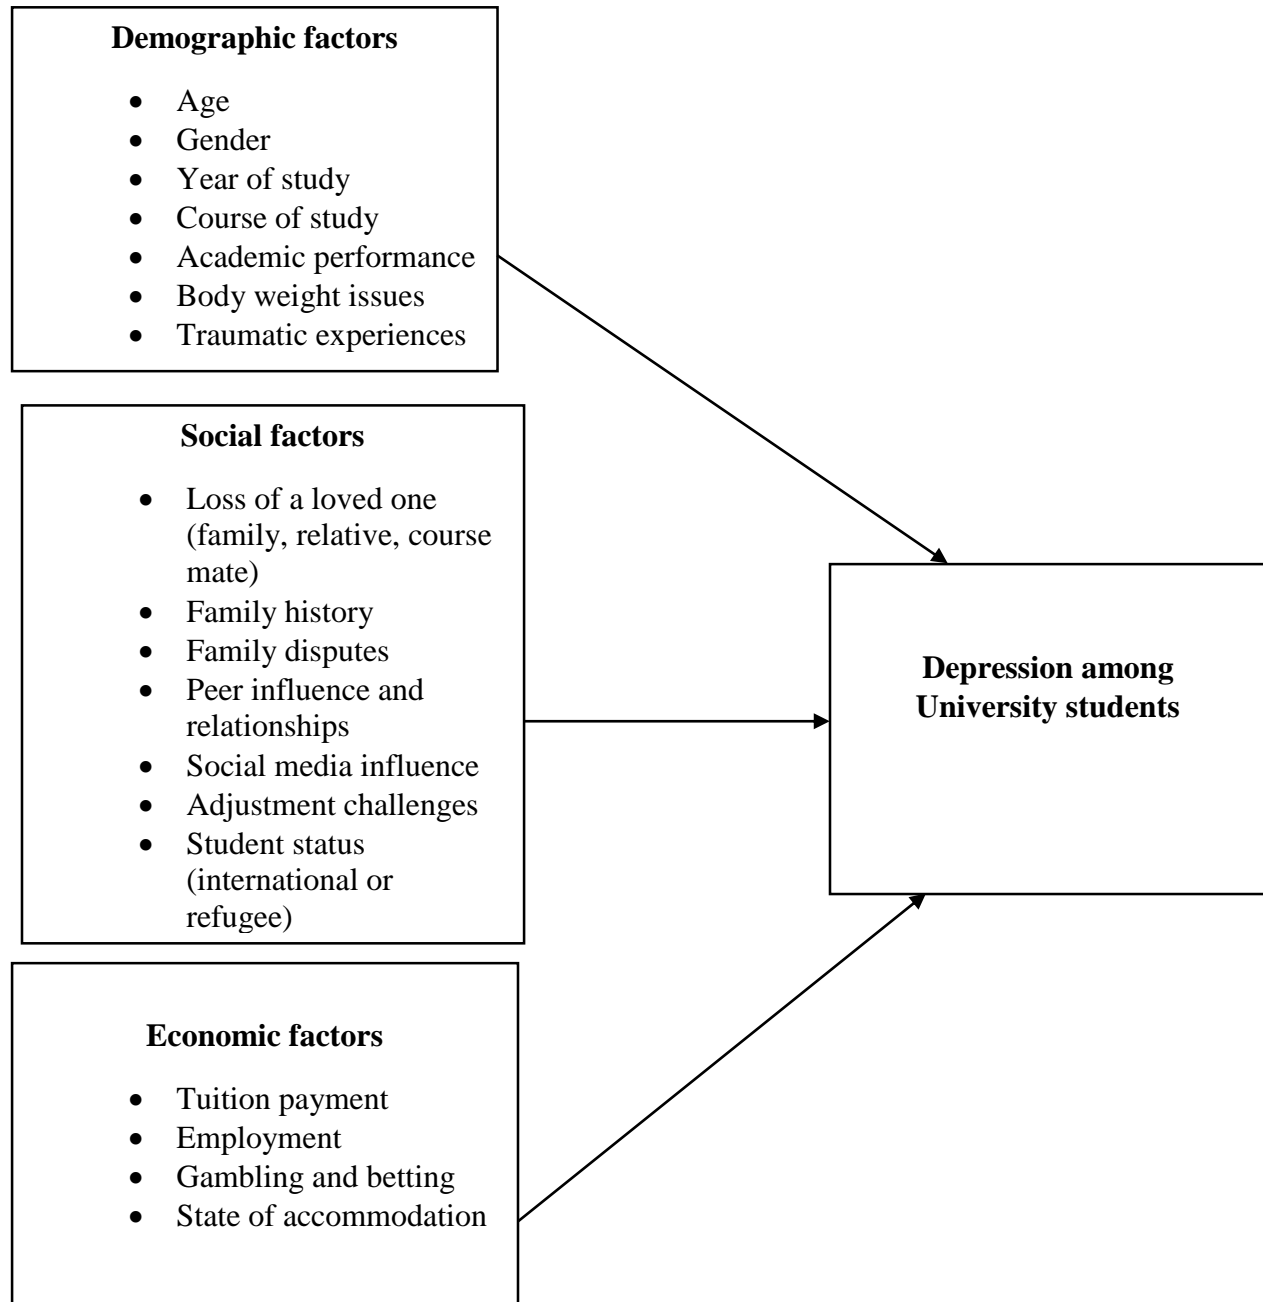 Demographic factors
• Age
• Gender
• Year of study
• Course of study
• Academic performance
• Body weight issues
• Traumatic experiences
Social factors
• Loss of a loved one
(family, relative, course
mate)
• Family history
• Family disputes
• Peer influence and
relationships
• Social media influence
• Adjustment challenges
• Student status
(international or
refugee)
Depression among
University students
Economic factors
• Tuition payment
• Employment
• Gambling and betting
• State of accommodation